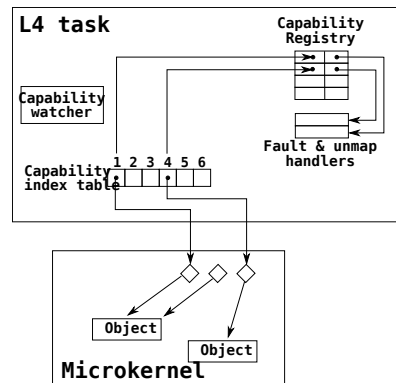 L4 task
Capability
Registry
Capability
watcher
Fault & unmap
handlers
1 2 3 4 5 6
Capability
index table
Object
Object
Microkernel